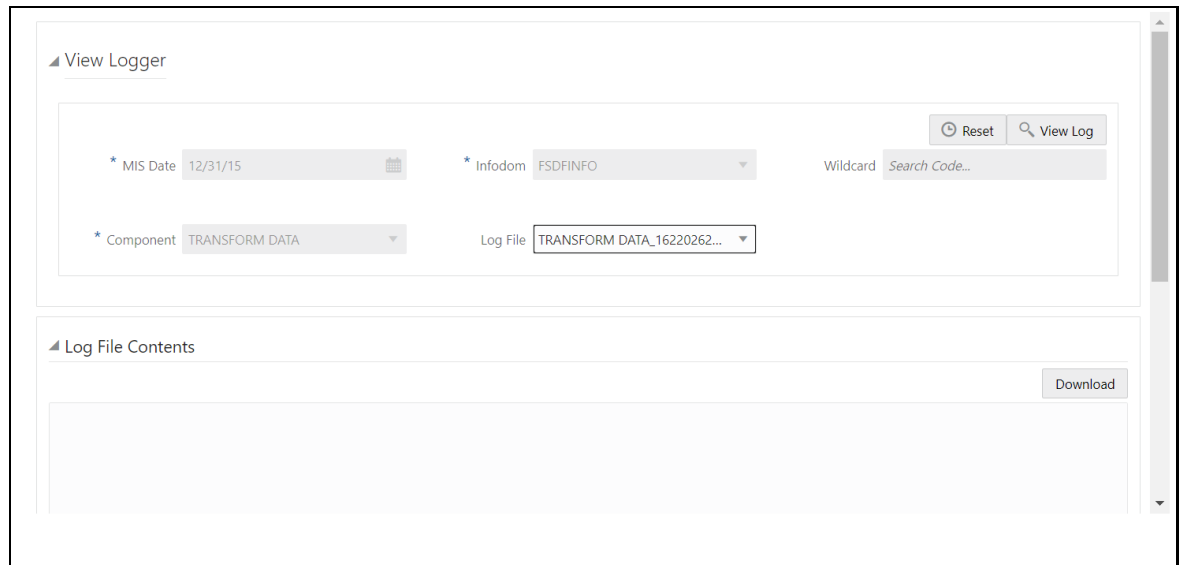 View Logger
Reset View Log
* MIS Date 12/31/15 * Infodom FSDFINFO Wildcard Search Code...
* Component TRANSFORM DATA Log File TRANSFORM DATA_16220262...
Log File Contents
Download